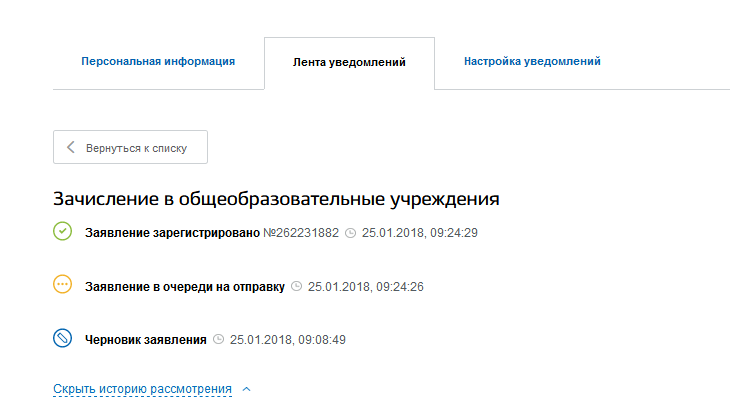 Персональная информация Лента уведомлений Настройка уведомлений
Вернуться к списку
Зачисление в общеобразовательные учреждения
Заявление зарегистрировано №262231882 25.01.2018, 09:24:29
Заявление в очереди на отправку 25.01.2018, 09:24:26
Черновик заявления 25.01.2018, 09:08:49
Скрыть историю рассмотрения